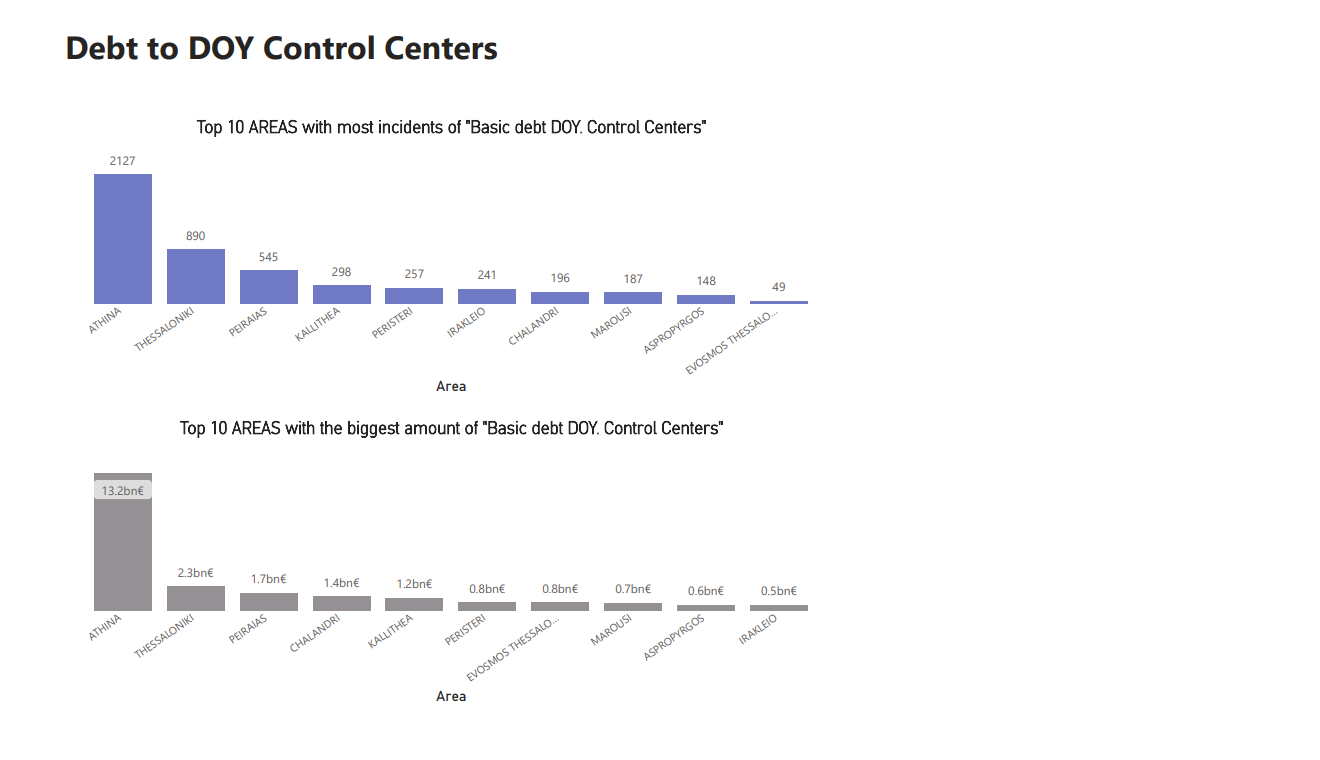 Debt to DOY Control Centers
Top 10 AREAS with most incidents of "Basic debt DOY. Control Centers"
2127
890
545
298
257
241
196
187
148
49
ATHINA
THESSALONIKI
PEIRAIAS
KALLITHEA
PERISTERI
IRAKLEIO
CHALANDRI
MAROUSI
ASPROPYRGOS
EVOSMOS THESSALO...
Area
Top 10 AREAS with the biggest amount of "Basic debt DOY. Control Centers"
13.2bn€
2.3bn€
1.7bn€
1.4bn€
1.2bn€
0.8bn€
0.8bn€
0.7bn€
0.6bn€
0.5bn€
ATHINA
THESSALONIKI
PEIRAIAS
CHALANDRI
KALLITHEA
PERISTERI
EVOSMOS THESSALO...
MAROUSI
ASPROPYRGOS
IRAKLEIO
Area